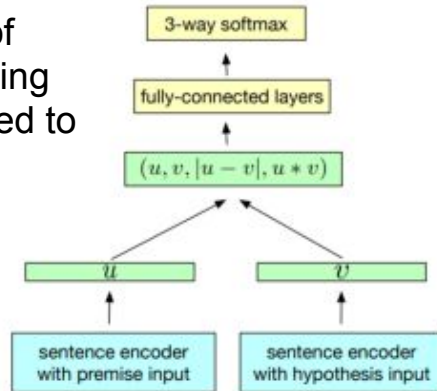 of
ing
ed to
3-way softmax
fully-connected layers
(u, v, |u − v|, u ∗ v)
u
v
sentence encoder
with premise input
sentence encoder
with hypothesis input